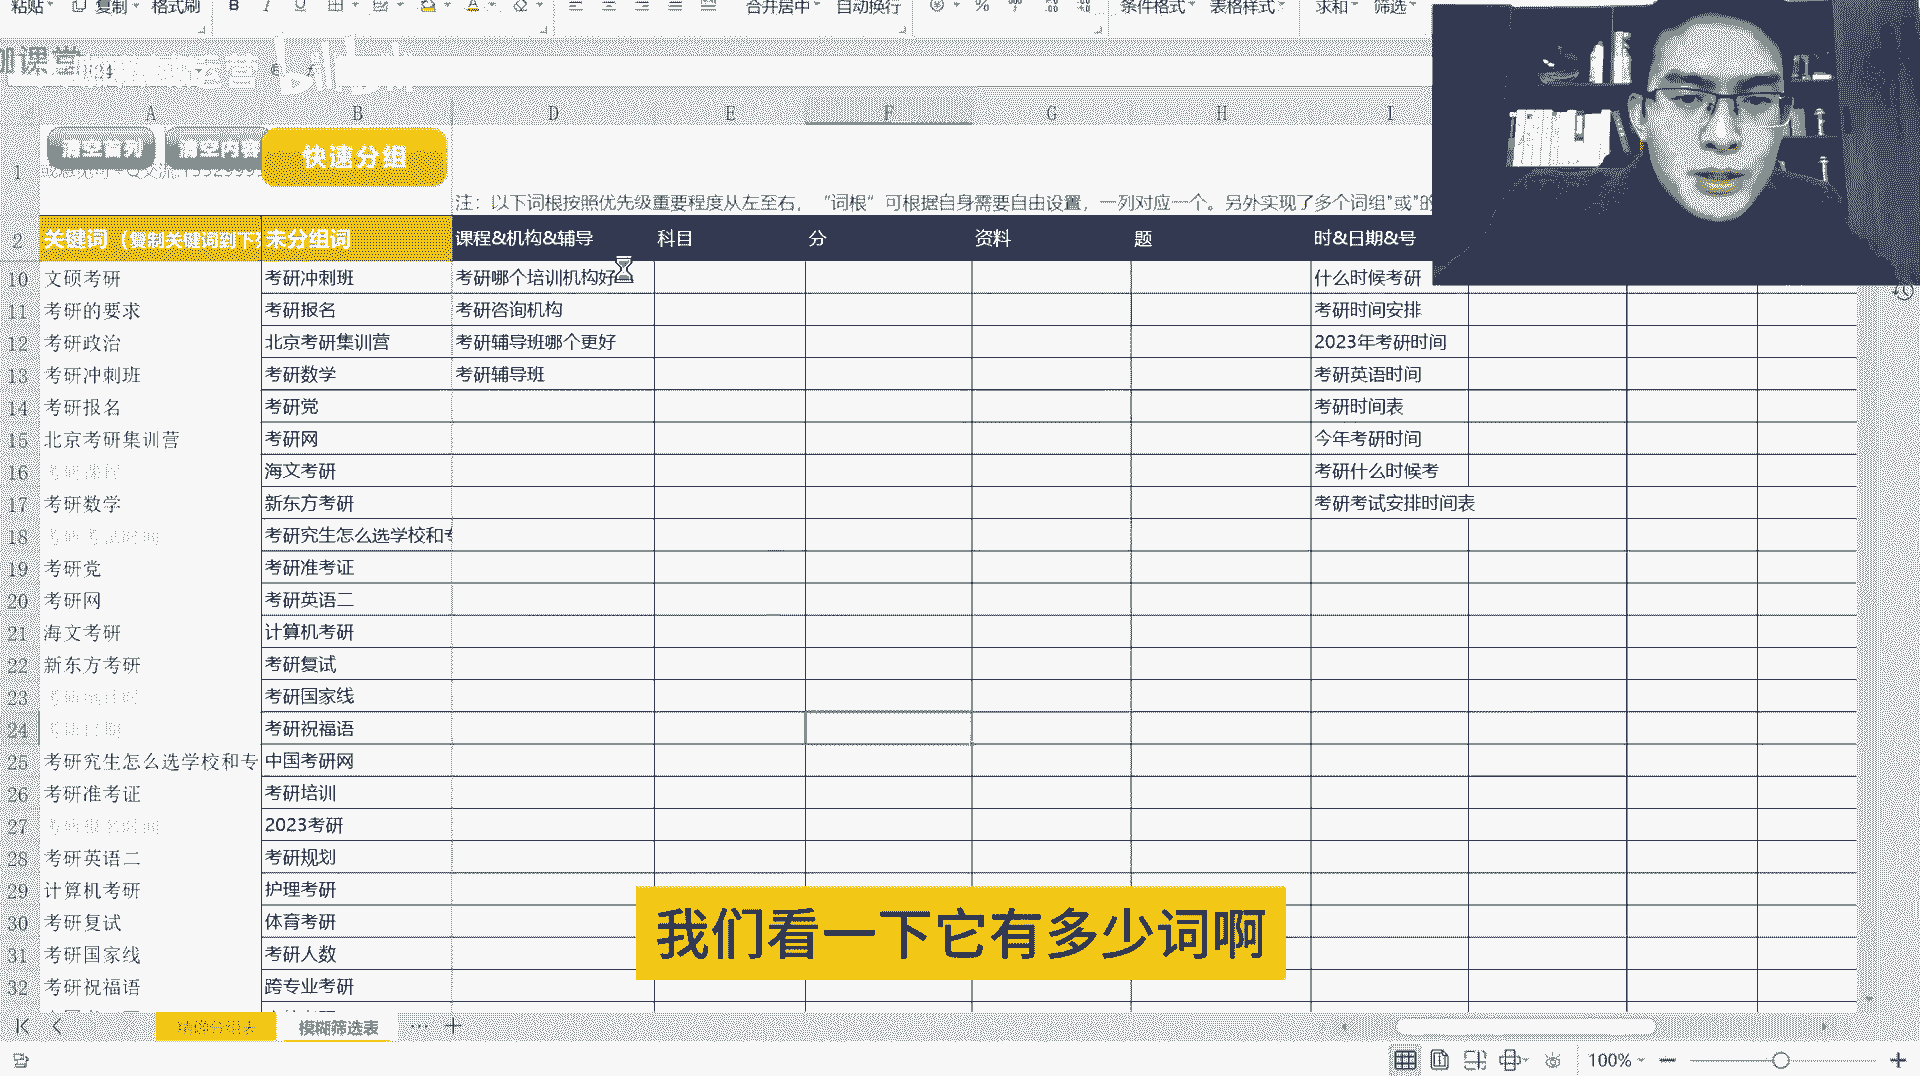 粘贴 复制 格式刷 B I U A 合并居中 自动换行 % 条件格式 表格样式 求和 筛选
加课堂 bilibili
A B D E F G H I
清空首列 清空内容 快速分组
1 注：以下词根按照优先级重要程度从左至右， “词根”可根据自身需要自由设置，一列对应一个。另外实现了多个词组"或"的
2 关键词（复制关键词到下 未分组词 课程&机构&辅导 科目 分 资料 题 时&日期&号
10 文硕考研 考研冲刺班 考研哪个培训机构好 什么时候考研
11 考研的要求 考研报名 考研咨询机构 考研时间安排
12 考研政治 北京考研集训营 考研辅导班哪个更好 2023年考研时间
13 考研冲刺班 考研数学 考研辅导班 考研英语时间
14 考研报名 考研党 考研时间表
15 北京考研集训营 考研网 今年考研时间
16 海文考研 考研什么时候考
17 考研数学 新东方考研 考研考试安排时间表
18 考研究生怎么选学校和专
19 考研党 考研准考证
20 考研网 考研英语二
21 海文考研 计算机考研
22 新东方考研 考研复试
23 考研国家线
24 考研祝福语
25 考研究生怎么选学校和专 中国考研网
26 考研准考证 考研培训
27 2023考研
28 考研英语二 考研规划
29 计算机考研 护理考研
30 考研复试 体育考研
31 考研国家线 考研人数
32 考研祝福语 跨专业考研
我们看一下它有多少词啊
模糊筛选表
100%